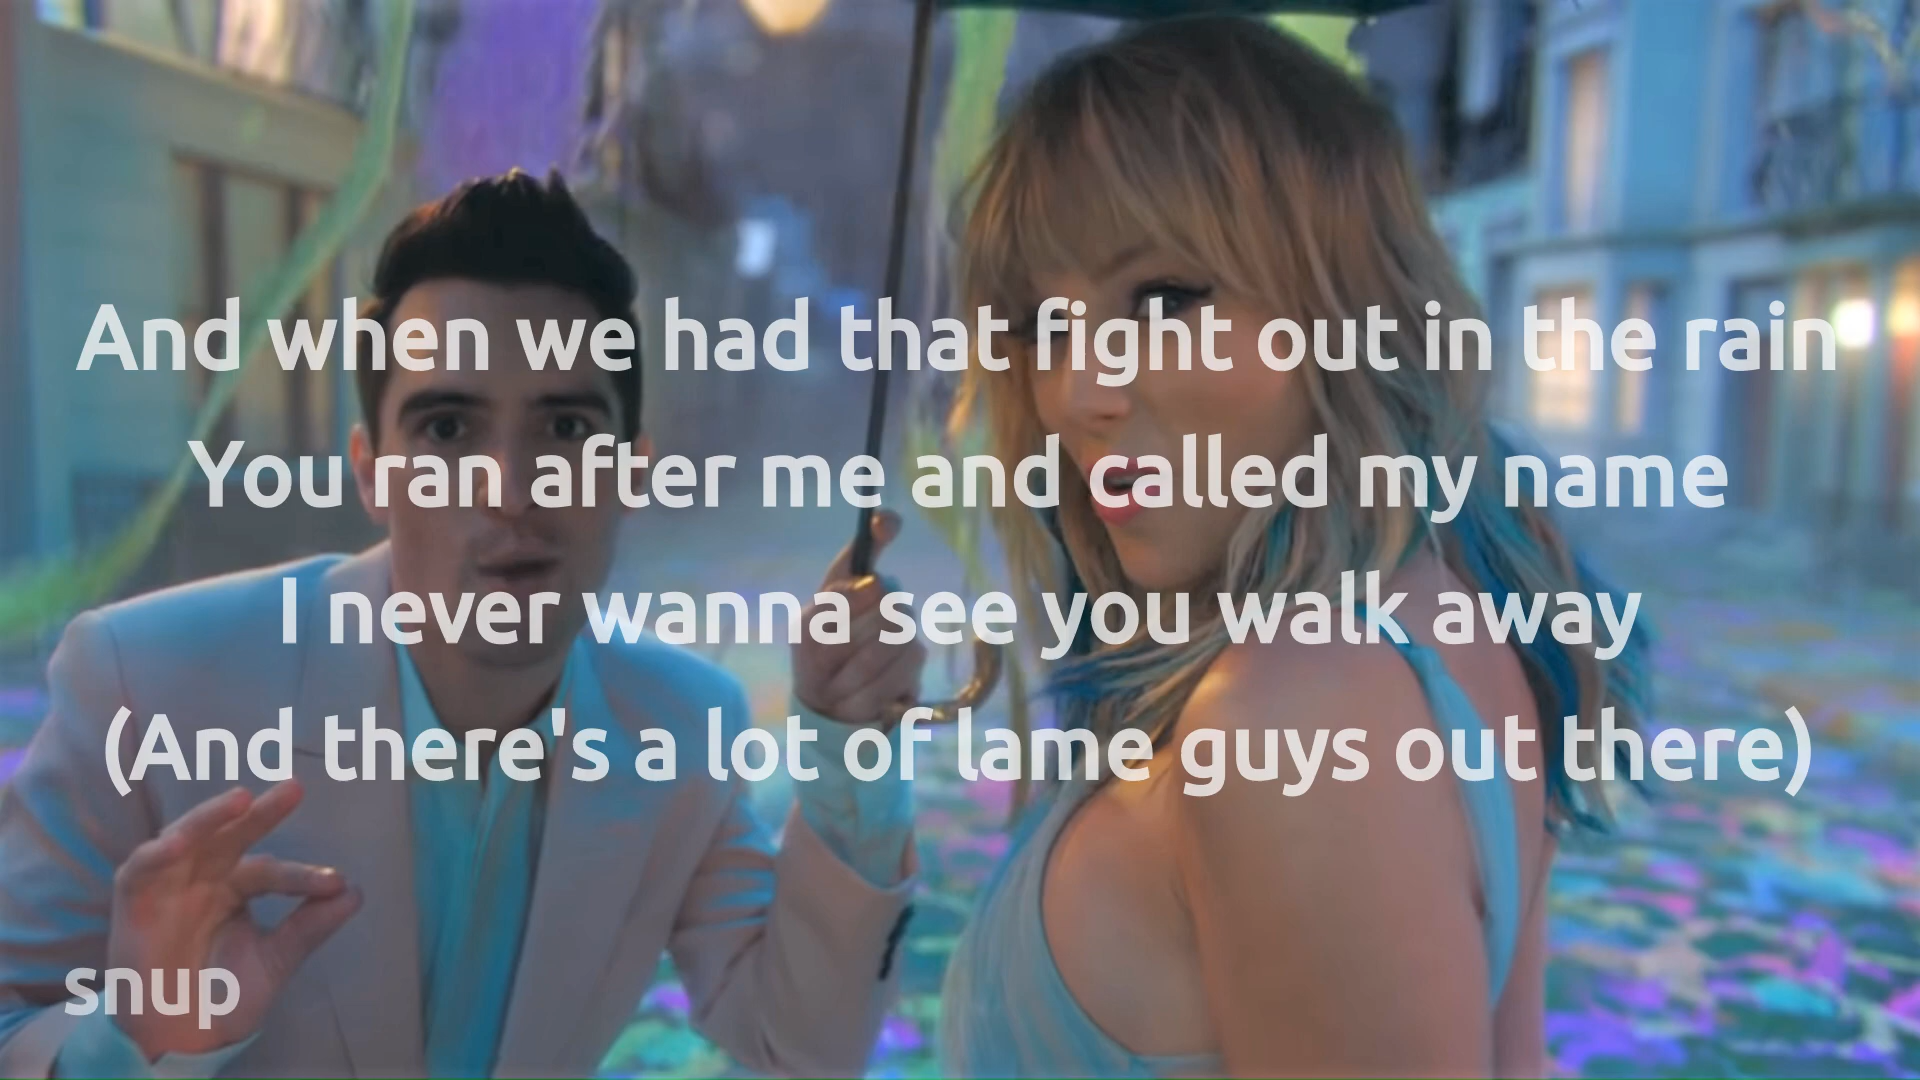 And when we had that fight out in the rain
You ran after me and called my name
I never wanna see you walk away
(And there's a lot of lame guys out there)
snup